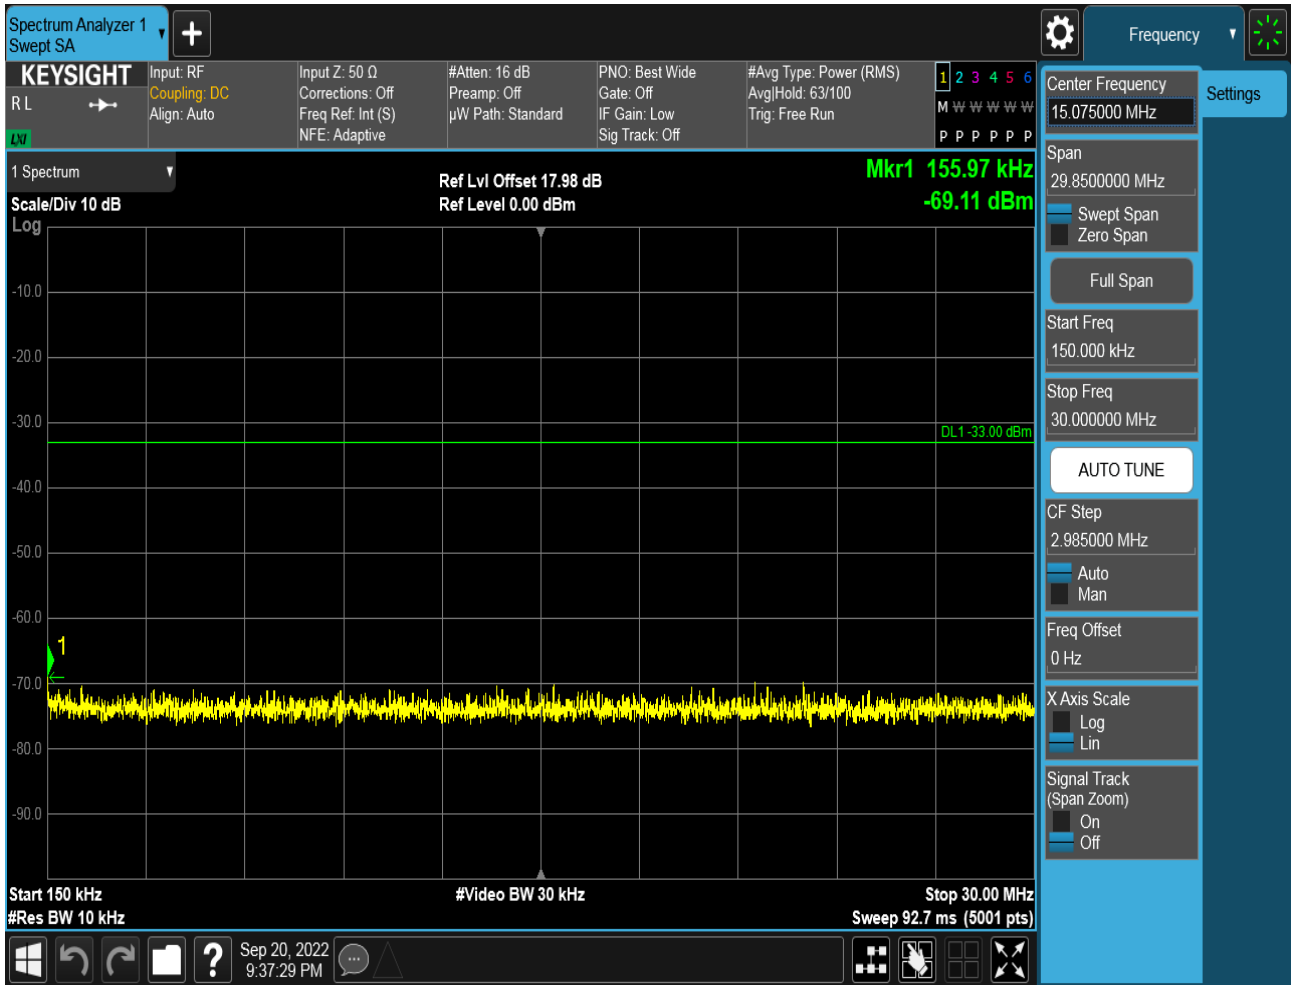 Spectrum Analyzer 1
Swept SA
Frequency
KEYSIGHT
R L
LXI
Input: RF
Coupling: DC
Align: Auto
Input Z: 50 Ω
Corrections: Off
Freq Ref: Int (S)
NFE: Adaptive
#Atten: 16 dB
Preamp: Off
µW Path: Standard
PNO: Best Wide
Gate: Off
IF Gain: Low
Sig Track: Off
#Avg Type: Power (RMS)
Avg|Hold: 63/100
Trig: Free Run
1 2 3 4 5 6
M W W W W W
P P P P P P
1 Spectrum
Scale/Div 10 dB
Log
Ref Lvl Offset 17.98 dB
Ref Level 0.00 dBm
Mkr1 155.97 kHz
-69.11 dBm
-10.0
-20.0
-30.0
DL1 -33.00 dBm
-40.0
-50.0
-60.0
1
-70.0
-80.0
-90.0
Start 150 kHz
#Video BW 30 kHz
Stop 30.00 MHz
#Res BW 10 kHz
Sweep 92.7 ms (5001 pts)
Sep 20, 2022
9:37:29 PM
Center Frequency
15.075000 MHz
Settings
Span
29.8500000 MHz
Swept Span
Zero Span
Full Span
Start Freq
150.000 kHz
Stop Freq
30.000000 MHz
AUTO TUNE
CF Step
2.985000 MHz
Auto
Man
Freq Offset
0 Hz
X Axis Scale
Log
Lin
Signal Track
(Span Zoom)
On
Off